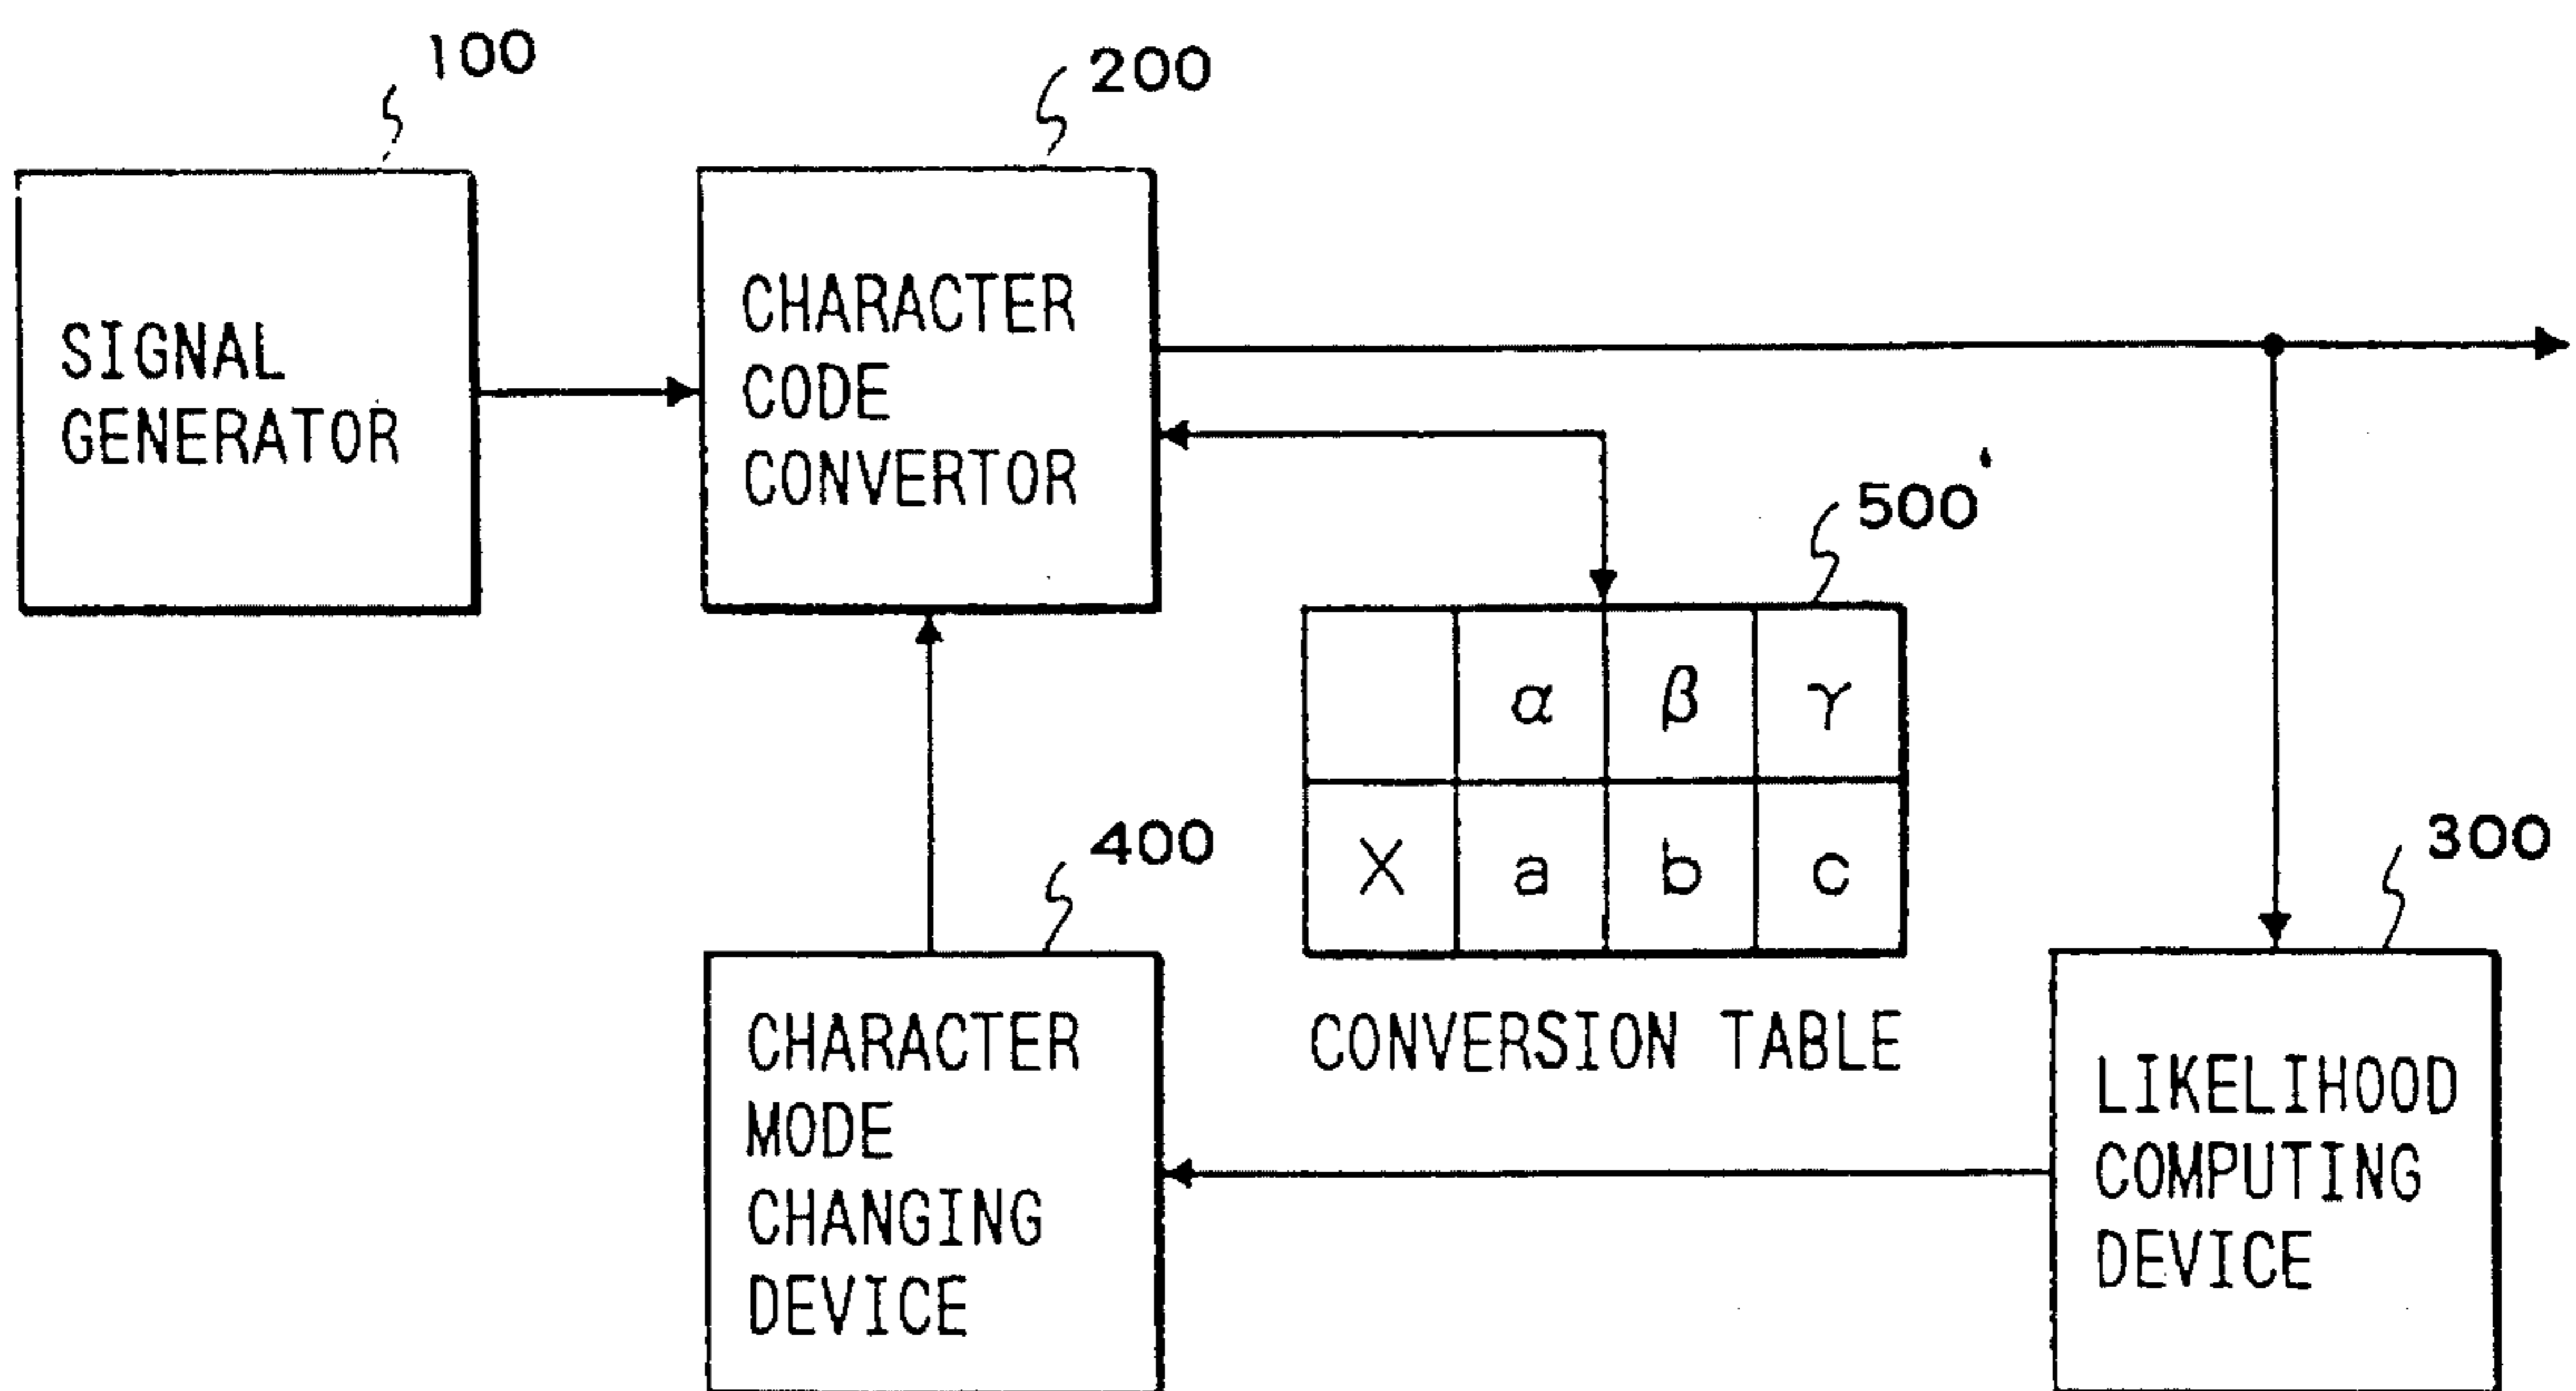 100
200
SIGNAL
GENERATOR
CHARACTER
CODE
CONVERTOR
500'
α β γ
X a b c
CONVERSION TABLE
400
CHARACTER
MODE
CHANGING
DEVICE
300
LIKELIHOOD
COMPUTING
DEVICE